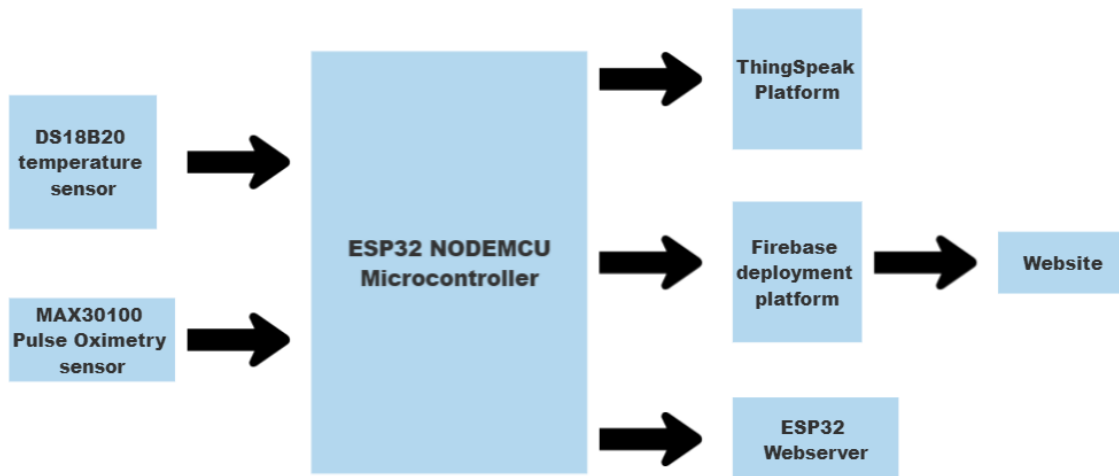 DS18B20
temperature
sensor
MAX30100
Pulse Oximetry
sensor
ESP32 NODEMCU
Microcontroller
ThingSpeak
Platform
Firebase
deployment
platform
Website
ESP32
Webserver